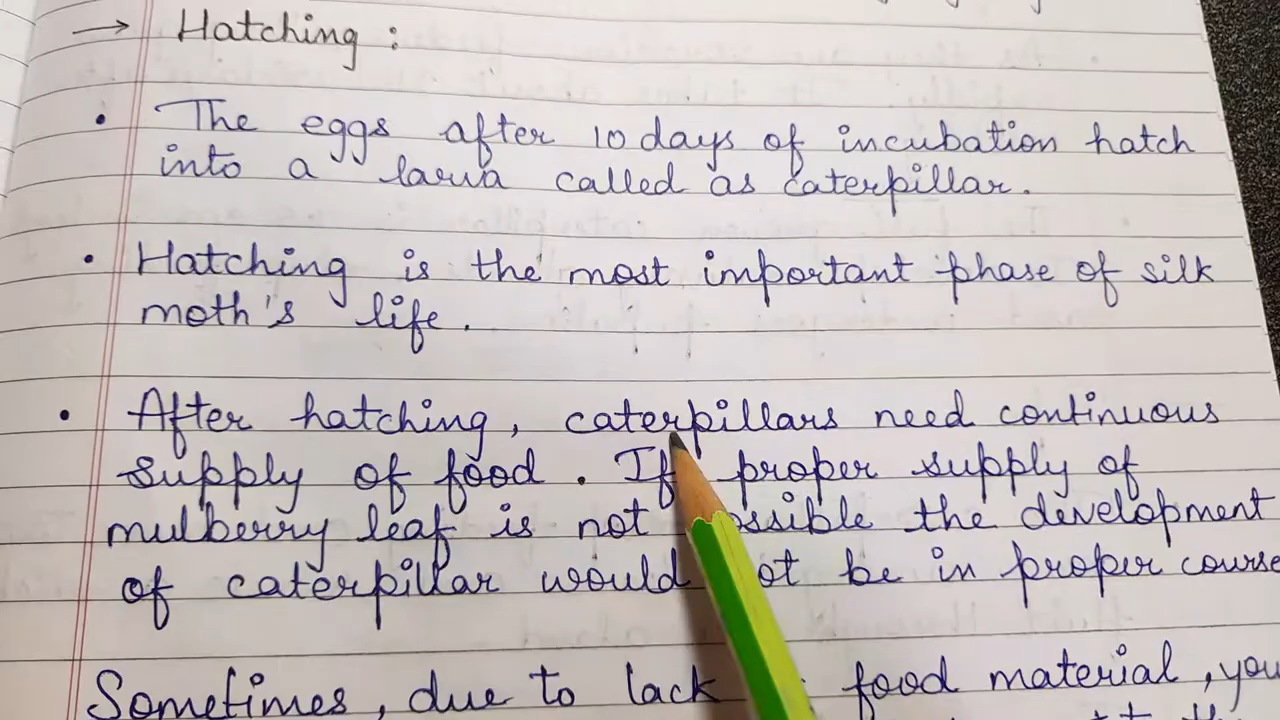 → Hatching :
• The eggs after 10 days of incubation hatch
into a larva called as caterpillar.
• Hatching is the most important phase of silk
moth's life.
• After hatching, caterpillars need continuous
supply of food. If proper supply of
mulberry leaf is not the development
of caterpillar would be in proper course
Sometimes, due to lack food material, you